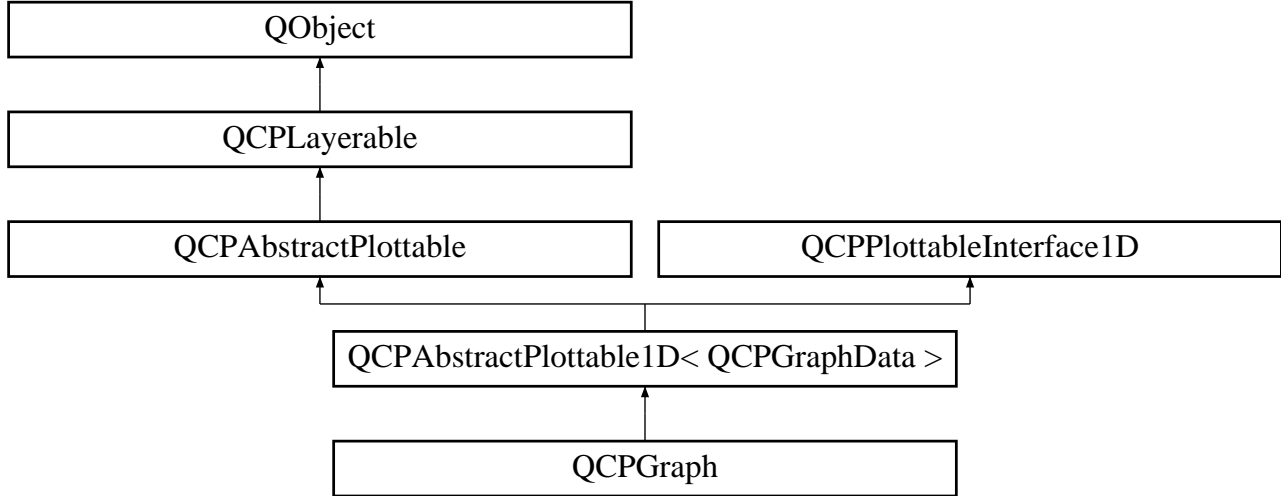 QObject
QCPLayerable
QCPAbstractPlottable
QCPPlottableInterface1D
QCPAbstractPlottable1D< QCPGraphData >
QCPGraph